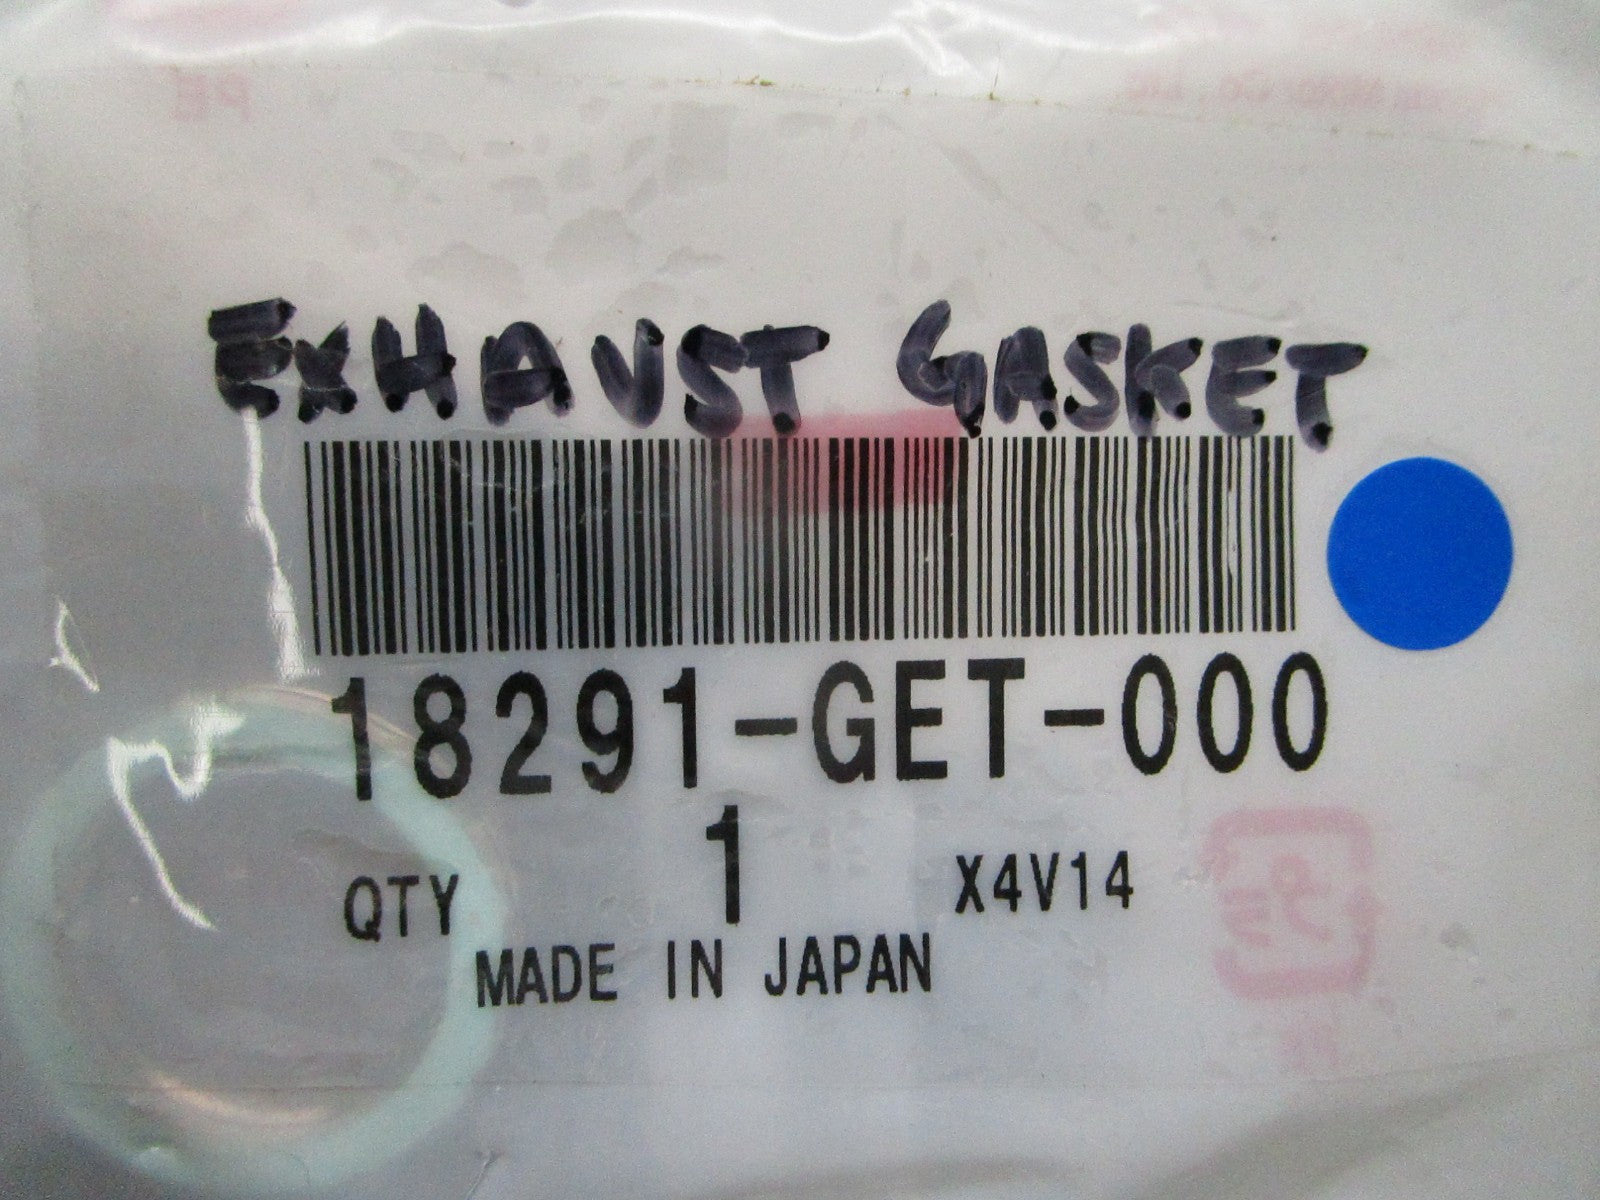 EXHAUST GASKET
18291-GET-000
QTY 1 X4V14
MADE IN JAPAN